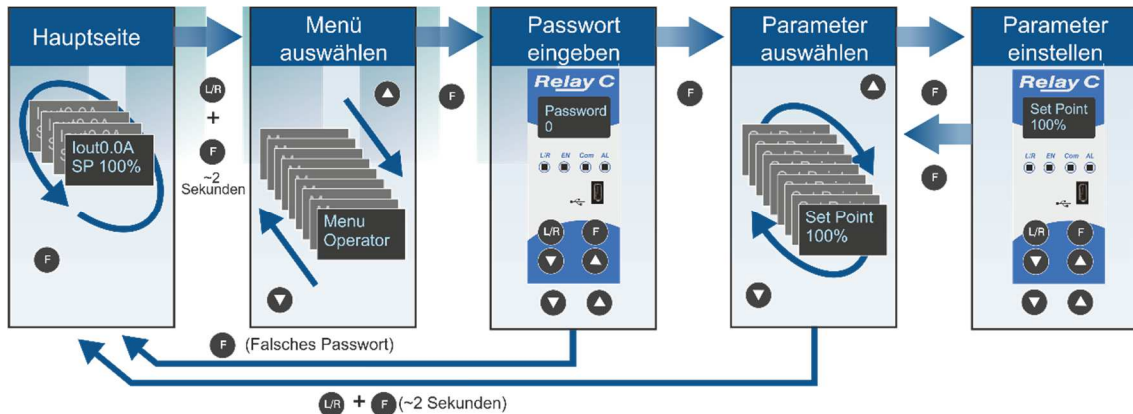 Hauptseite
Menü
auswählen
Passwort
eingeben
Parameter
auswählen
Parameter
einstellen
Iout0.0A
SP 100%
F
L/R
+
F
~2
Sekunden
Menu
Operator
F
Relay C
Password
0
L/R EN Com AL
L/R F
F
Set Point
100%
F
F
Relay C
Set Point
100%
L/R EN Com AL
L/R F
F (Falsches Passwort)
L/R + F (~2 Sekunden)